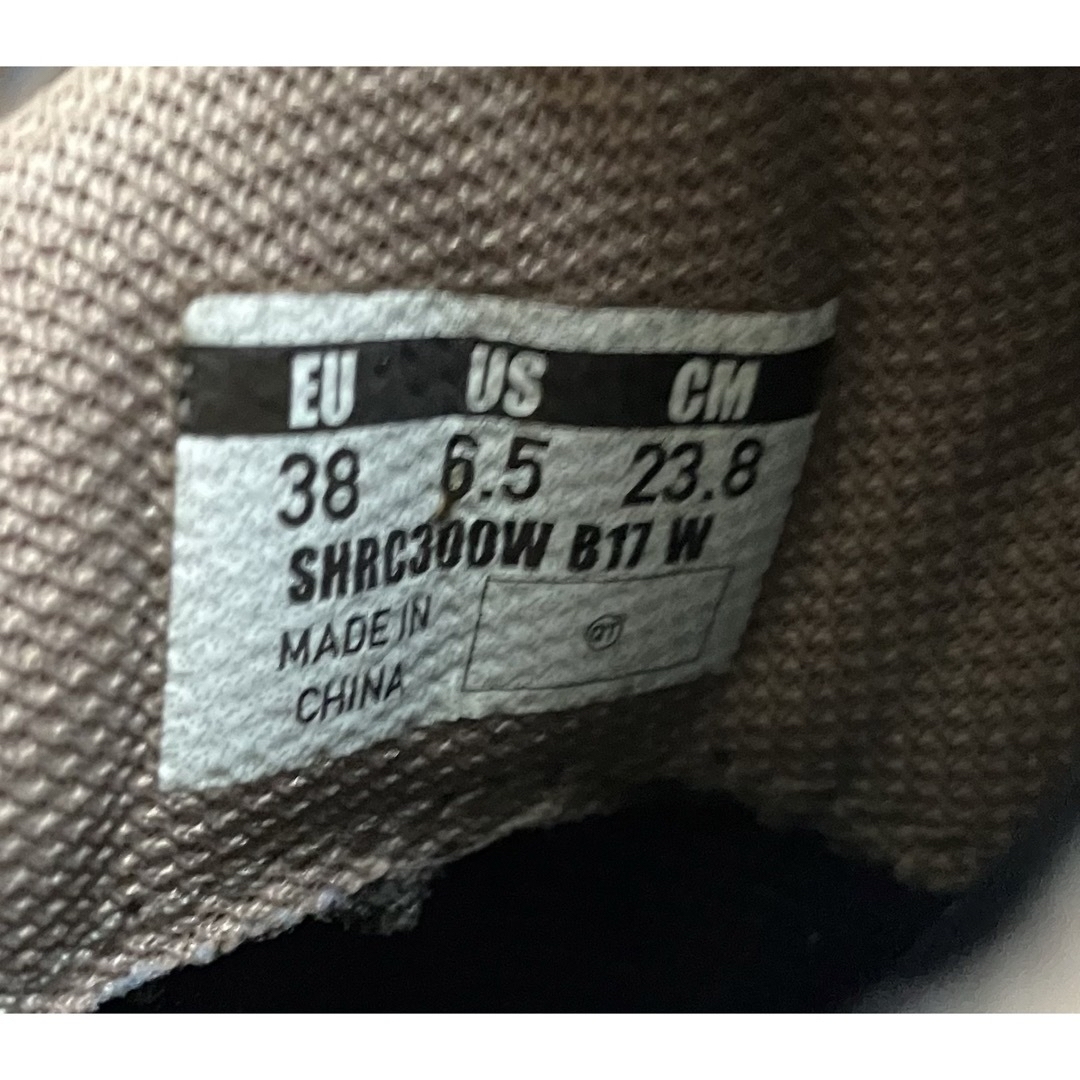 EU US CM
38 6.5 23.8
SHRC300W B17 W
MADE IN
CHINA